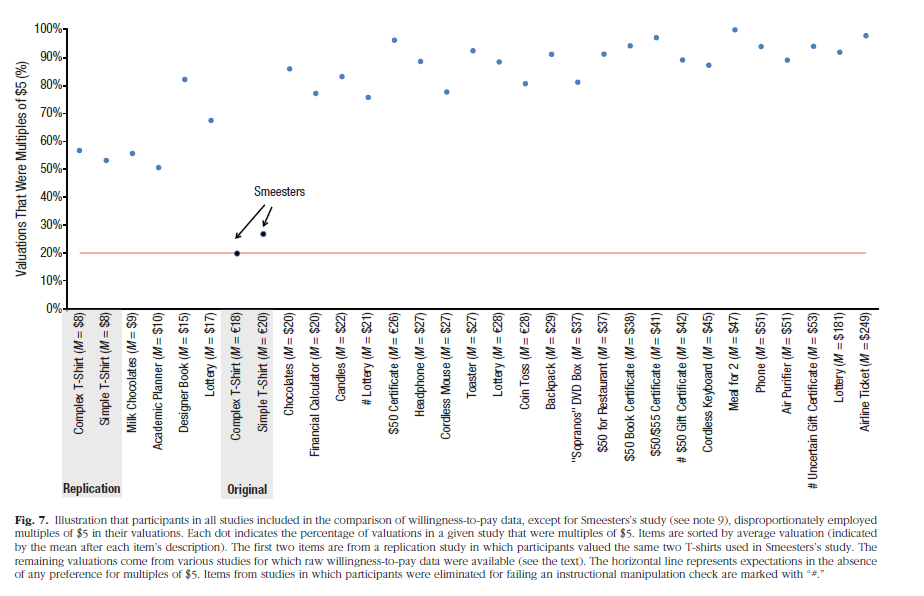 100%
90%
80%
70%
60%
50%
40%
30%
20%
10%
0%
Valuations That Were Multiples of $5 (%)
Smeesters
Complex T-Shirt (M = $8)
Simple T-Shirt (M = $8)
Milk Chocolates (M = $9)
Academic Planner (M = $10)
Designer Book (M = $15)
Lottery (M = $17)
Complex T-Shirt (M = €18)
Simple T-Shirt (M = €20)
Chocolates (M = $20)
Financial Calculator (M = $20)
Candles (M = $22)
# Lottery (M = $21)
$50 Certificate (M = €26)
Headphone (M = $27)
Cordless Mouse (M = $27)
Toaster (M = $27)
Lottery (M = €28)
Coin Toss (M = €28)
Backpack (M = $29)
"Sopranos" DVD Box (M = $37)
$50 for Restaurant (M = $37)
$50 Book Certificate (M = $38)
$50/$55 Certificate (M = $41)
# $50 Gift Certificate (M = $42)
Cordless Keyboard (M = $45)
Meal for 2 (M = $47)
Phone (M = $51)
Air Purifier (M = $51)
# Uncertain Gift Certificate (M = $53)
Lottery (M = $181)
Airline Ticket (M = $249)
Replication
Original
Fig. 7. Illustration that participants in all studies included in the comparison of willingness-to-pay data, except for Smeesters's study (see note 9), disproportionately employed
multiples of $5 in their valuations. Each dot indicates the percentage of valuations in a given study that were multiples of $5. Items are sorted by average valuation (indicated
by the mean after each item's description). The first two items are from a replication study in which participants valued the same two T-shirts used in Smeesters's study. The
remaining valuations come from various studies for which raw willingness-to-pay data were available (see the text). The horizontal line represents expectations in the absence
of any preference for multiples of $5. Items from studies in which participants were eliminated for failing an instructional manipulation check are marked with "#."